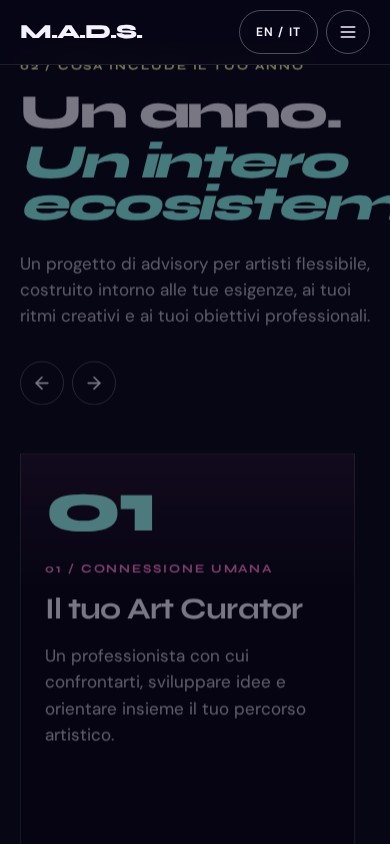 M.A.D.S.
EN / IT
02 / COSA INCLUDE IL TUO ANNO
Un anno.
Un intero
ecosistem
Un progetto di advisory per artisti flessibile,
costruito intorno alle tue esigenze, ai tuoi
ritmi creativi e ai tuoi obiettivi professionali.
01
01 / CONNESSIONE UMANA
Il tuo Art Curator
Un professionista con cui
confrontarti, sviluppare idee e
orientare insieme il tuo percorso
artistico.